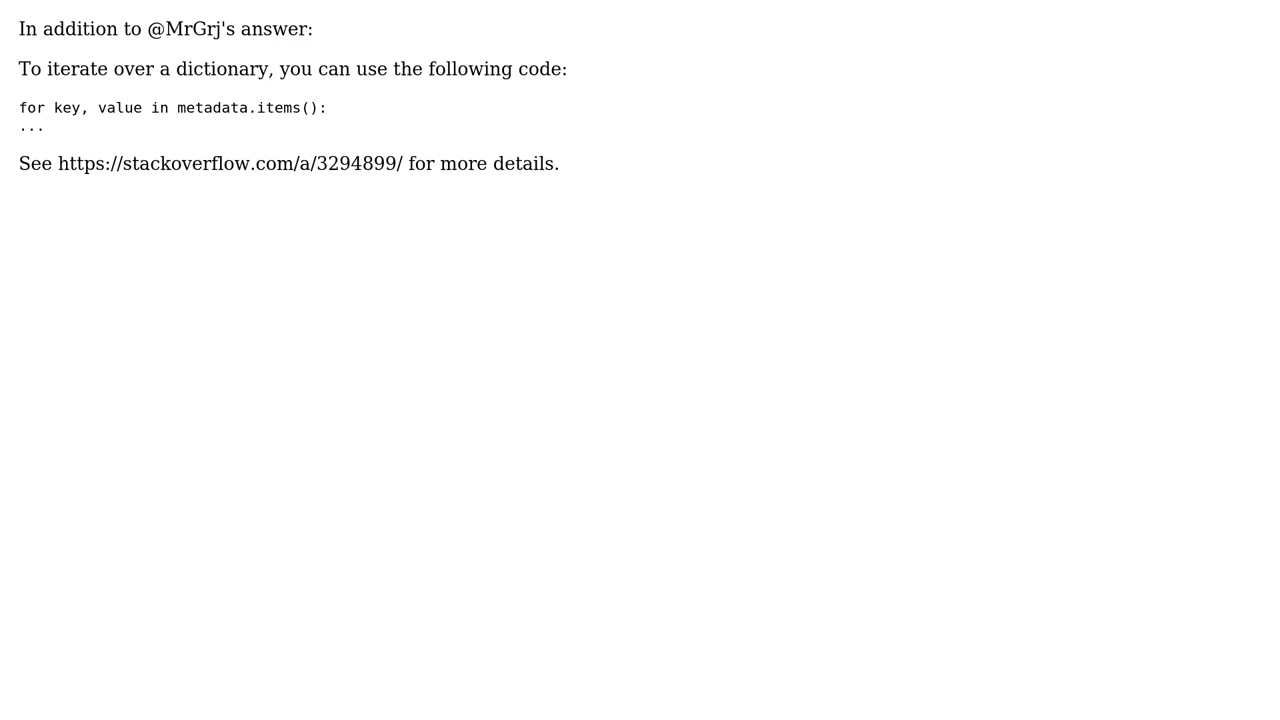 In addition to @MrGrj's answer:
To iterate over a dictionary, you can use the following code:
for key, value in metadata.items():
...
See https://stackoverflow.com/a/3294899/ for more details.